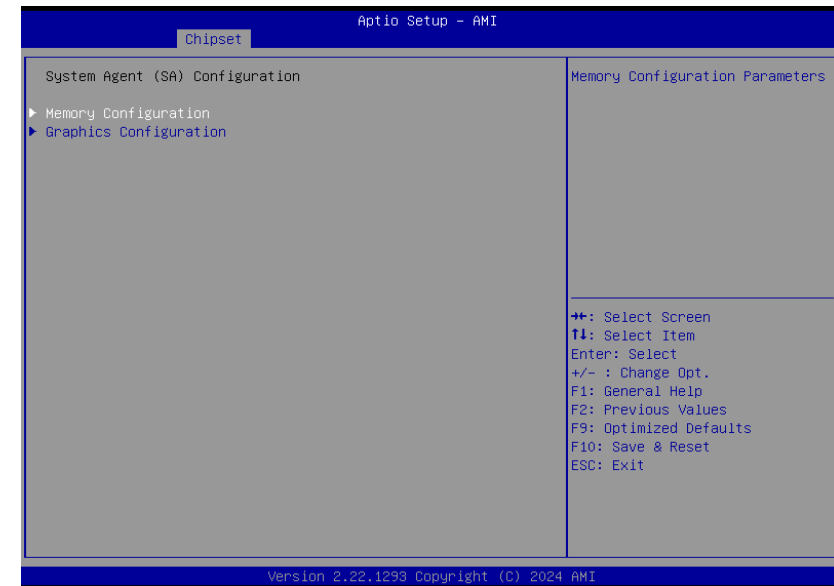 Aptio Setup – AMI
Chipset
System Agent (SA) Configuration
Memory Configuration
Graphics Configuration
Memory Configuration Parameters
→←: Select Screen
↑↓: Select Item
Enter: Select
+/- : Change Opt.
F1: General Help
F2: Previous Values
F9: Optimized Defaults
F10: Save & Reset
ESC: Exit
Version 2.22.1293 Copyright (C) 2024 AMI